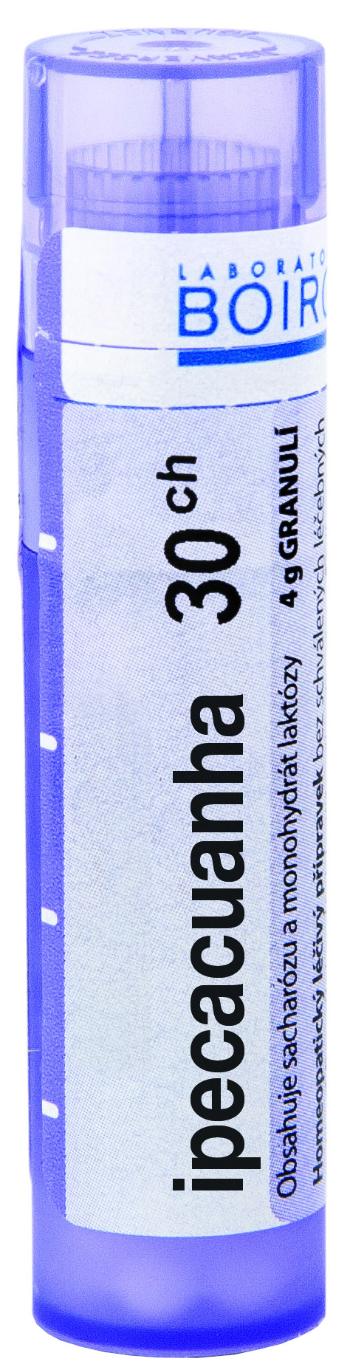 LABORATO
BOIRO
ipecacuanha 30 ch
Obsahuje sacharózu a monohydrát laktózy 4 g GRANULÍ
Homeopatický léčivý přípravek bez schválených léčebných